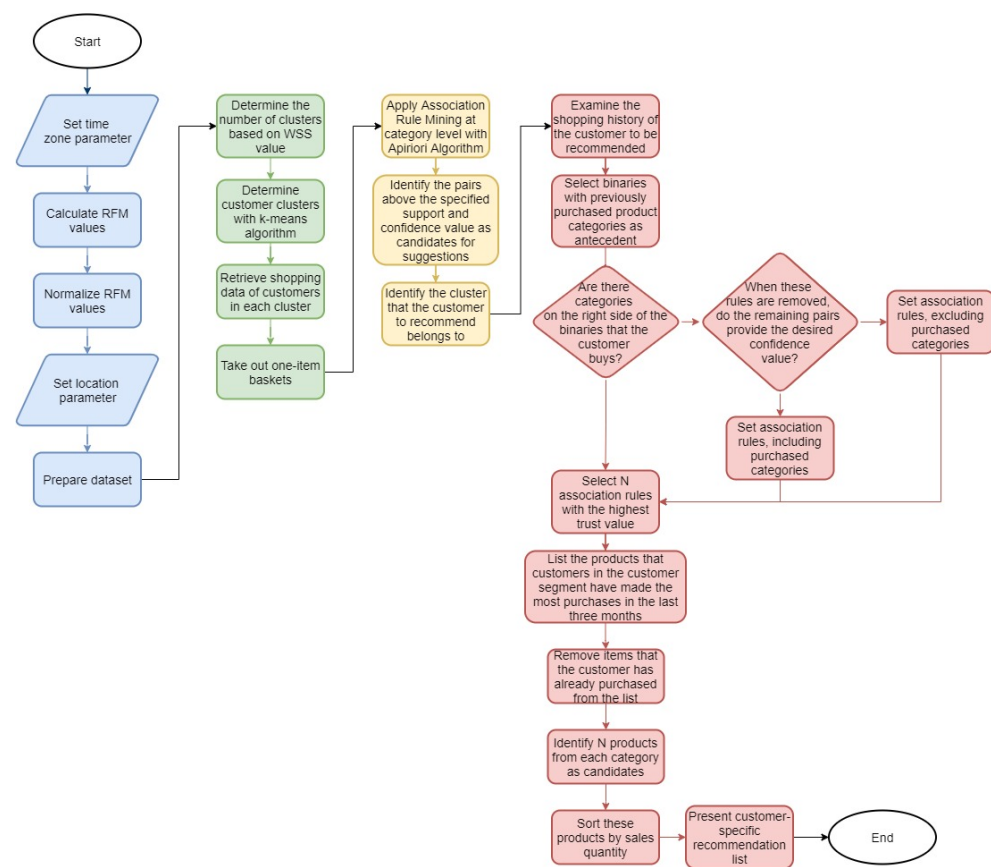 Start
Set time
zone parameter
Calculate RFM
values
Normalize RFM
values
Set location
parameter
Prepare dataset
Determine the
number of clusters
based on WSS
value
Determine
customer clusters
with k-means
algorithm
Retrieve shopping
data of customers
in each cluster
Take out one-item
baskets
Apply Association
Rule Mining at
category level with
Apiriori Algorithm
Identify the pairs
above the specified
support and
confidence value as
candidates for
suggestions
Identify the cluster
that the customer
to recommend
belongs to
Examine the
shopping history
of the customer to be
recommended
Select binaries
with previously
purchased product
categories as
antecedent
Are there
categories
on the right side of the
binaries that the
customer
buys?
When these
rules are removed,
do the remaining pairs
provide the desired
confidence
value?
Set association
rules, excluding
purchased
categories
Set association
rules, including
purchased
categories
Select N
association rules
with the highest
trust value
List the products that
customers in the customer
segment have made the
most purchases in the last
three months
Remove items that
the customer has
already purchased
from the list
Identify N products
from each category
as candidates
Sort these
products by sales
quantity
Present customer-
specific
recommendation
list
End